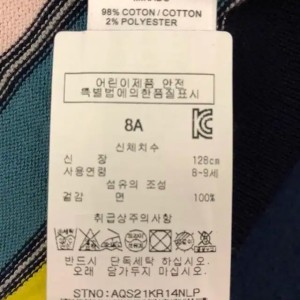 98% COTON / COTTON
2% POLYESTER
어린이제품 안전
특별법에의한품질표시
8A
신체치수
신 장 128cm
사용연령 8-9세
섬유의 조성
겉감 면 100%
취급상주의사항
반드시 단독세탁 하십시오.
오래 담가두지 마십시오.
STNO:AQS21KR14NLP